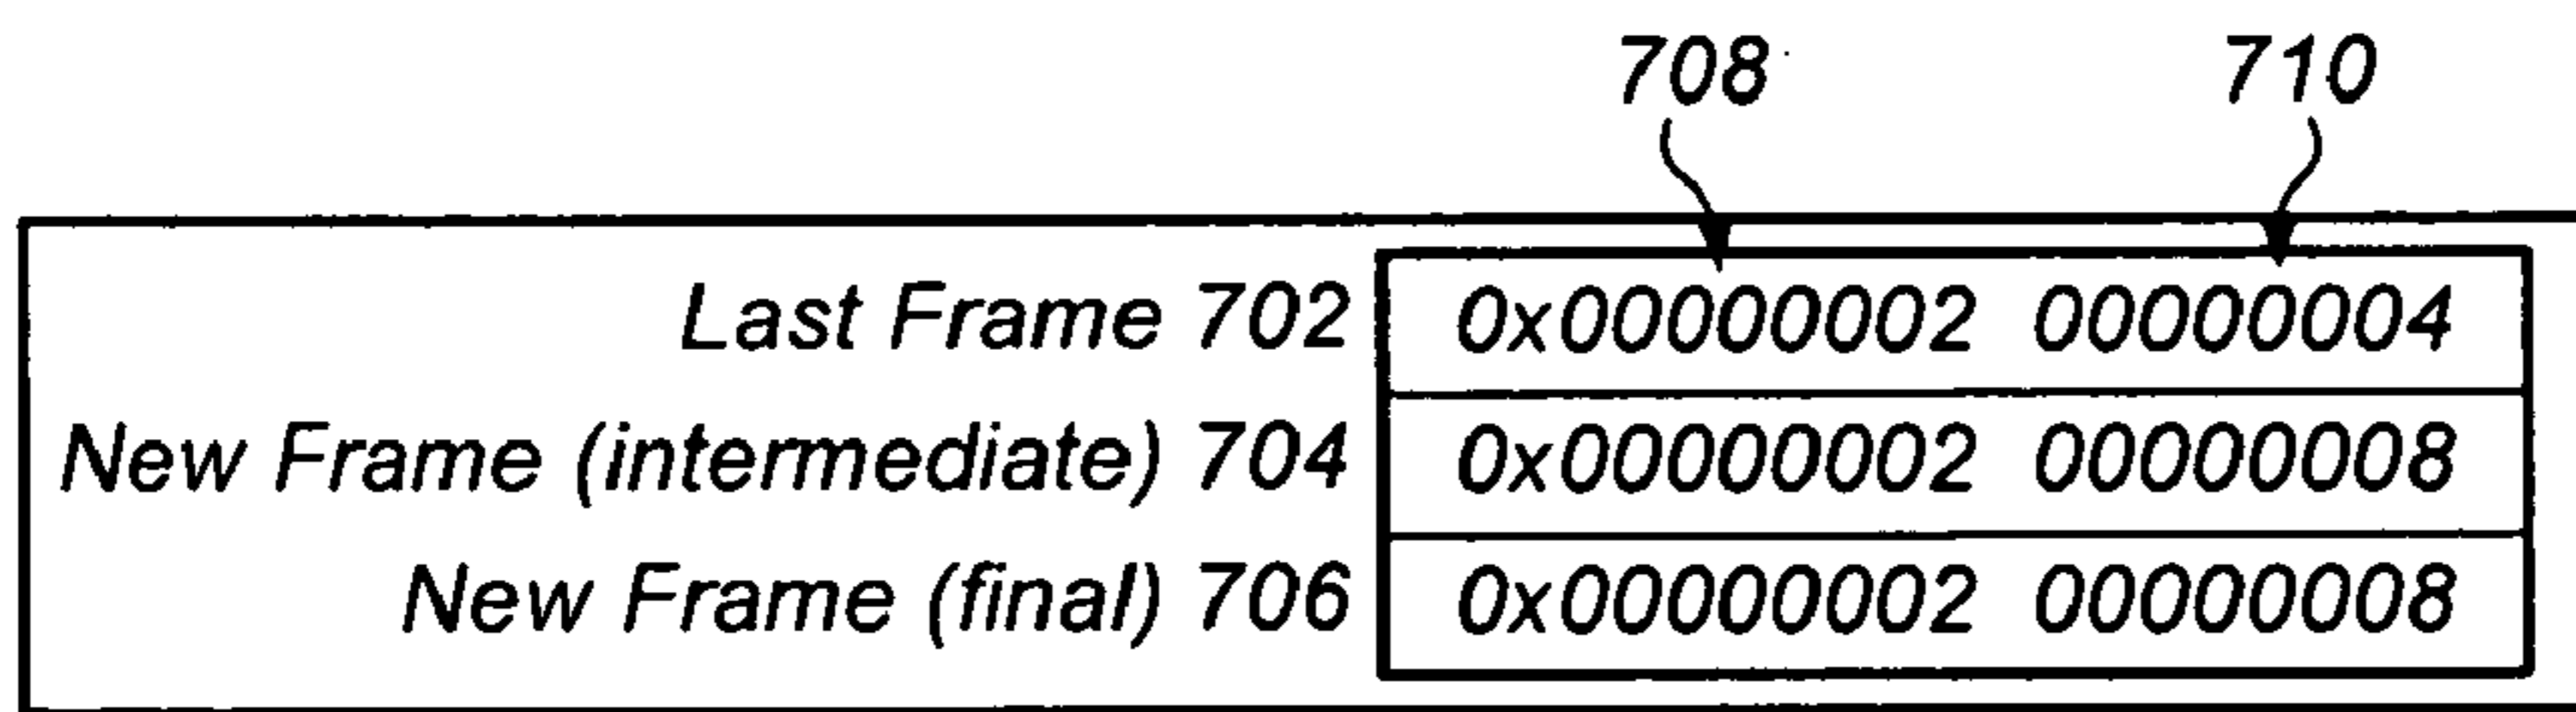 708 710
Last Frame 702 0x00000002 00000004
New Frame (intermediate) 704 0x00000002 00000008
New Frame (final) 706 0x00000002 00000008